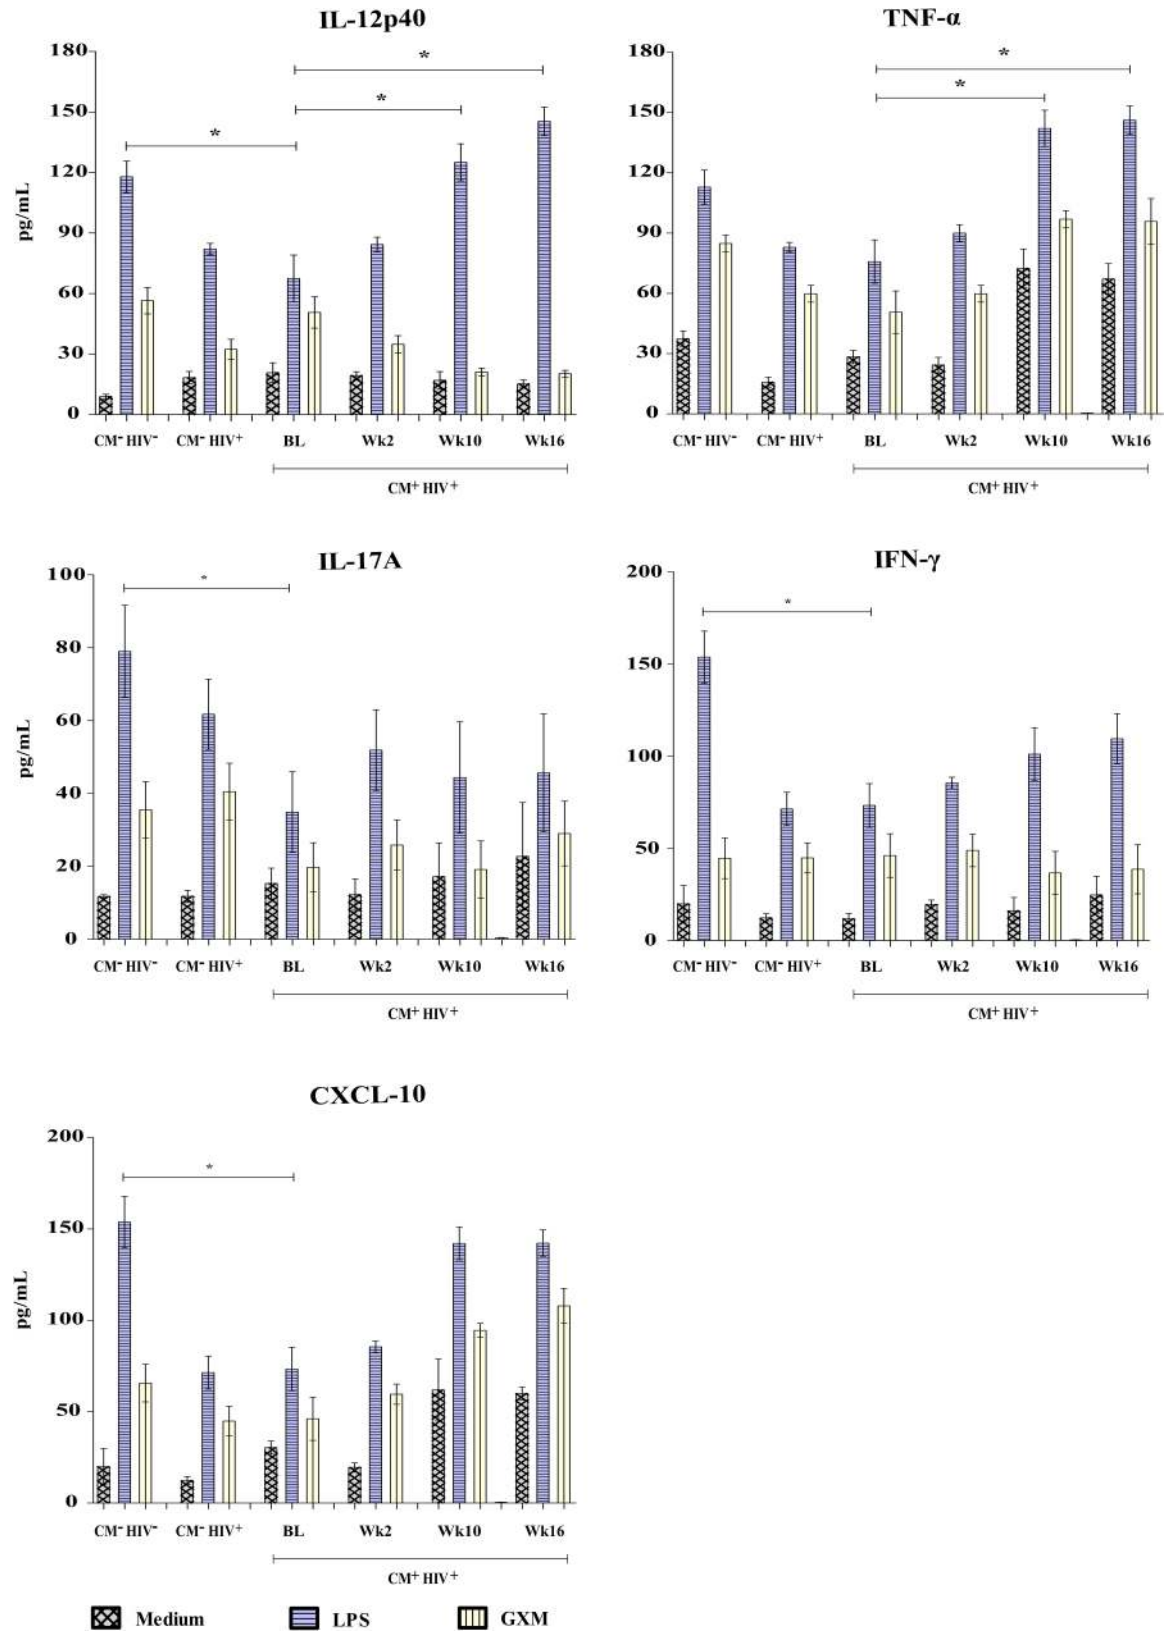 IL-12p40
180
150
120
90
60
30
0
pg/mL
*
*
*
CM⁻ HIV⁻ CM⁻ HIV⁺ BL Wk2 Wk10 Wk16
CM⁺ HIV⁺
TNF-α
180
150
120
90
60
30
0
*
*
CM⁻ HIV⁻ CM⁻ HIV⁺ BL Wk2 Wk10 Wk16
CM⁺ HIV⁺
IL-17A
100
80
60
40
20
0
pg/mL
*
CM⁻ HIV⁻ CM⁻ HIV⁺ BL Wk2 Wk10 Wk16
CM⁺ HIV⁺
IFN-γ
200
150
100
50
0
*
CM⁻ HIV⁻ CM⁻ HIV⁺ BL Wk2 Wk10 Wk16
CM⁺ HIV⁺
CXCL-10
200
150
100
50
0
pg/mL
*
CM⁻ HIV⁻ CM⁻ HIV⁺ BL Wk2 Wk10 Wk16
CM⁺ HIV⁺
Medium LPS GXM